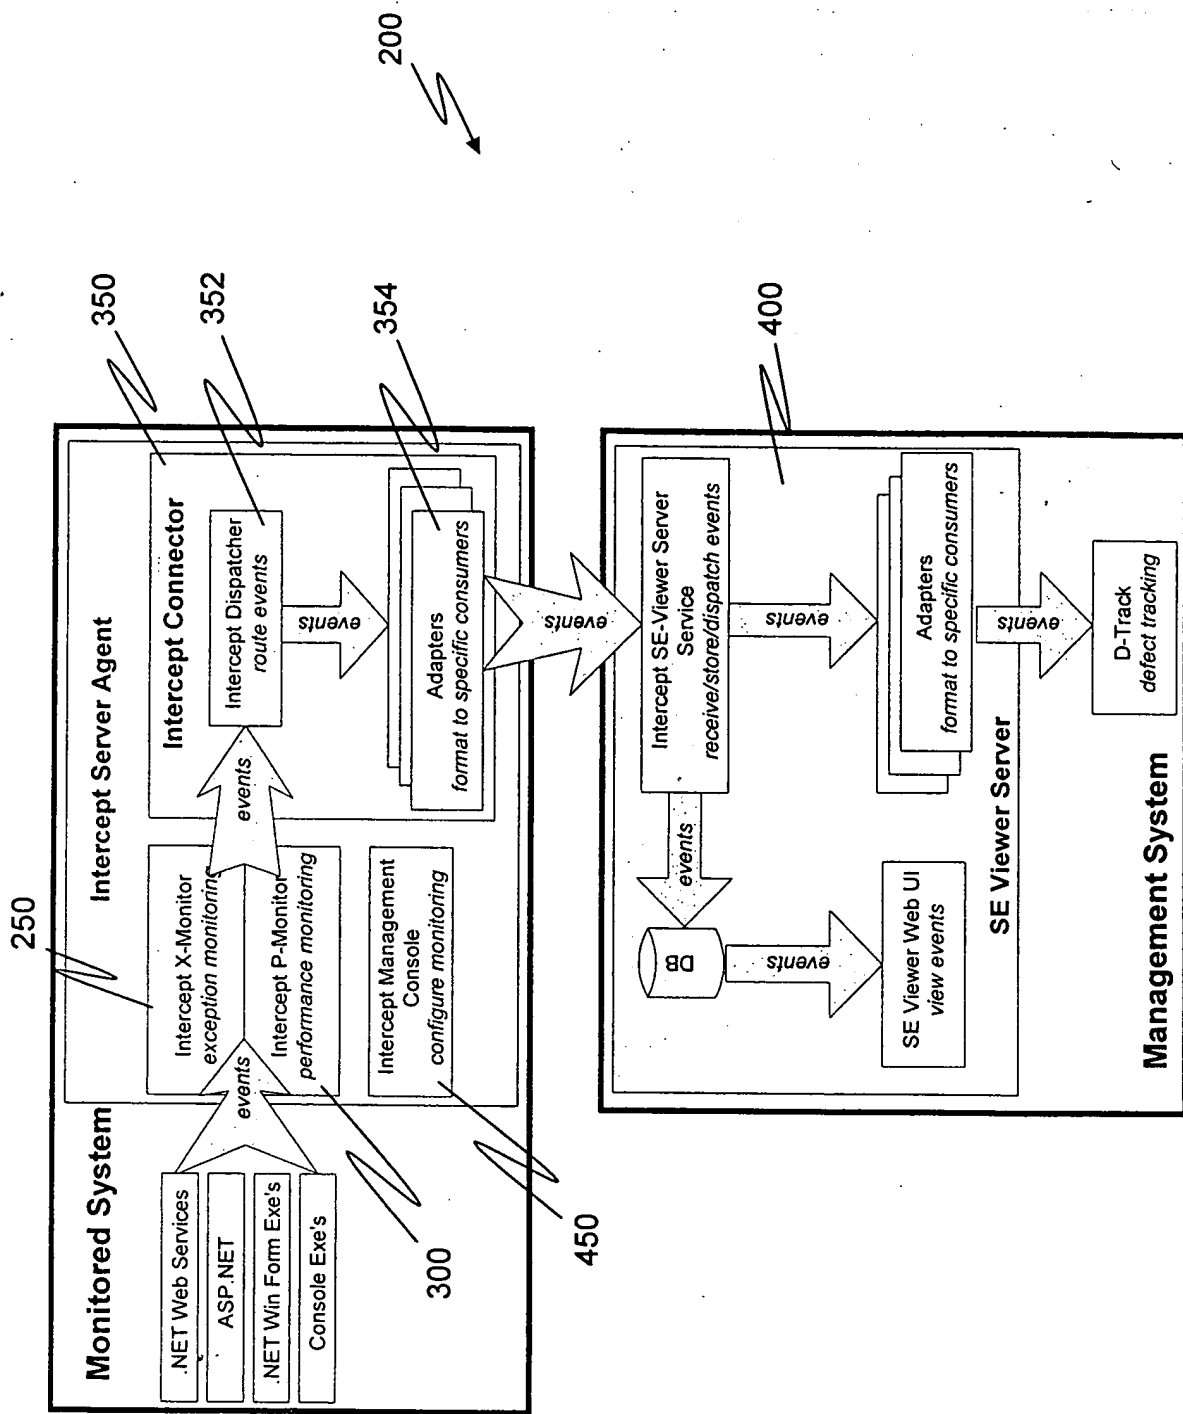 200
Monitored System
.NET Web Services
ASP.NET
.NET Win Form Exe's
Console Exe's
events
250
Intercept Server Agent
Intercept X-Monitor
exception monitoring
Intercept P-Monitor
performance monitoring
300
events
Intercept Management
Console
configure monitoring
450
350
Intercept Connector
352
Intercept Dispatcher
route events
events
354
Adapters
format to specific consumers
events
400
Intercept SE-Viewer Server
Service
receive/store/dispatch events
events
DB
events
SE Viewer Web UI
view events
events
Adapters
format to specific consumers
SE Viewer Server
events
D-Track
defect tracking
Management System